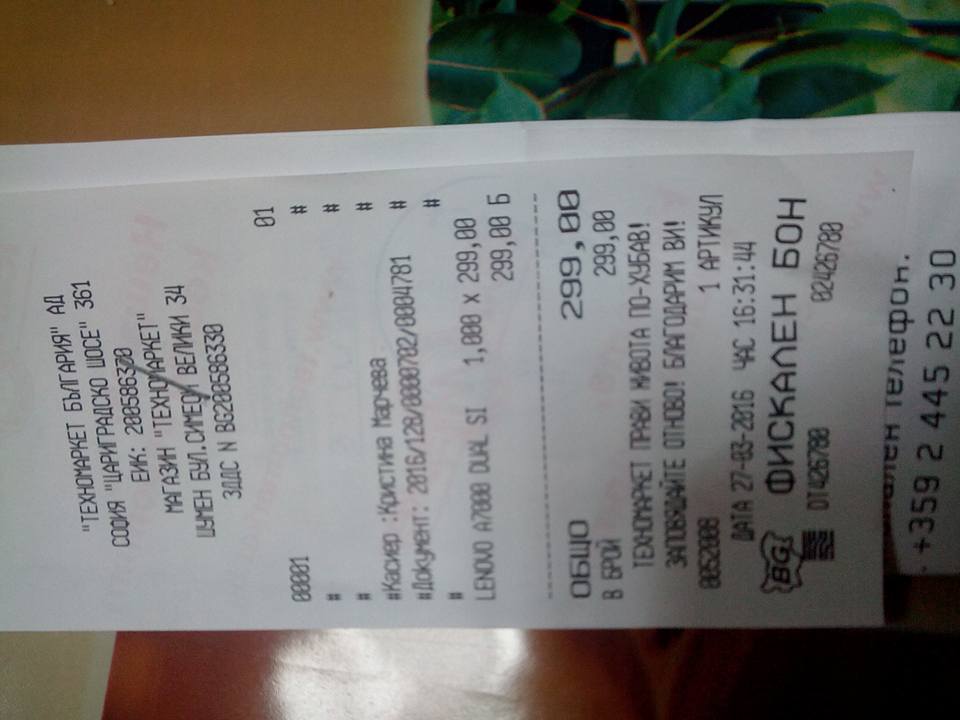 "ТЕХНОМАРКЕТ БЪЛГАРИЯ" АД
СОФИЯ "ЦАРИГРАДСКО ШОСЕ" 361
ЕИК: 200586330
МАГАЗИН "ТЕХНОМАРКЕТ"
ШУМЕН БУЛ.СИМЕОН ВЕЛИКИ 34
ЗДДС N BG200586330
00001 01
# #
# #
#Касиер :Кристина Марчева #
#Документ: 2016/128/0000702/0004781 #
# #
LENOVO A7000 DUAL SI 1,000 x 299,00
299,00 Б
ОБЩО 299,00
В БРОЙ 299,00
ТЕХНОМАРКЕТ ПРАВИ ЖИВОТА ПО-ХУБАВ!
ЗАПОВЯДАЙТЕ ОТНОВО! БЛАГОДАРИМ ВИ!
0052008 1 АРТИКУЛ
ДАТА 27-03-2016 ЧАС 16:31:44
BG ФИСКАЛЕН БОН
DT426780 02426780
телефон.
+359 2 445 22 30